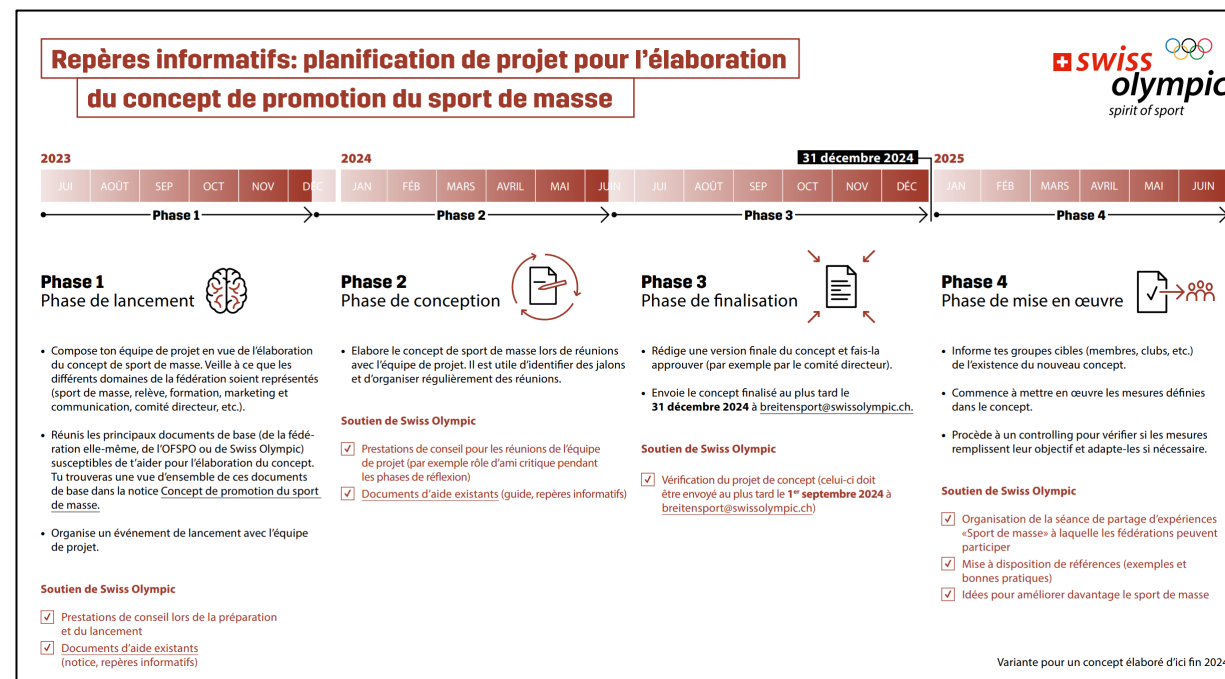 Repères informatifs: planification de projet pour l'élaboration
du concept de promotion du sport de masse
swiss
olympic
spirit of sport
2023
2024
31 décembre 2024
2025
JUI AOÛT SEP OCT NOV DÉC JAN FÉB MARS AVRIL MAI JUIN JUI AOÛT SEP OCT NOV DÉC JAN FÉB MARS AVRIL MAI JUIN
Phase 1
Phase 2
Phase 3
Phase 4
Phase 1
Phase de lancement
• Compose ton équipe de projet en vue de l'élaboration
du concept de sport de masse. Veille à ce que les
différents domaines de la fédération soient représentés
(sport de masse, relève, formation, marketing et
communication, comité directeur, etc.).
• Réunis les principaux documents de base (de la fédé-
ration elle-même, de l'OFSPO ou de Swiss Olympic)
susceptibles de t'aider pour l'élaboration du concept.
Tu trouveras une vue d'ensemble de ces documents
de base dans la notice Concept de promotion du sport
de masse.
• Organise un événement de lancement avec l'équipe
de projet.
Soutien de Swiss Olympic
Prestations de conseil lors de la préparation
et du lancement
Documents d'aide existants
(notice, repères informatifs)
Phase 2
Phase de conception
• Elabore le concept de sport de masse lors de réunions
avec l'équipe de projet. Il est utile d'identifier des jalons
et d'organiser régulièrement des réunions.
Soutien de Swiss Olympic
Prestations de conseil pour les réunions de l'équipe
de projet (par exemple rôle d'ami critique pendant
les phases de réflexion)
Documents d'aide existants (guide, repères informatifs)
Phase 3
Phase de finalisation
• Rédige une version finale du concept et fais-la
approuver (par exemple par le comité directeur).
• Envoie le concept finalisé au plus tard le
31 décembre 2024 à breitensport@swissolympic.ch.
Soutien de Swiss Olympic
Vérification du projet de concept (celui-ci doit
être envoyé au plus tard le 1er septembre 2024 à
breitensport@swissolympic.ch)
Phase 4
Phase de mise en œuvre
• Informe tes groupes cibles (membres, clubs, etc.)
de l'existence du nouveau concept.
• Commence à mettre en œuvre les mesures définies
dans le concept.
• Procède à un controlling pour vérifier si les mesures
remplissent leur objectif et adapte-les si nécessaire.
Soutien de Swiss Olympic
Organisation de la séance de partage d'expériences
«Sport de masse» à laquelle les fédérations peuvent
participer
Mise à disposition de références (exemples et
bonnes pratiques)
Idées pour améliorer davantage le sport de masse
Variante pour un concept élaboré d'ici fin 2024